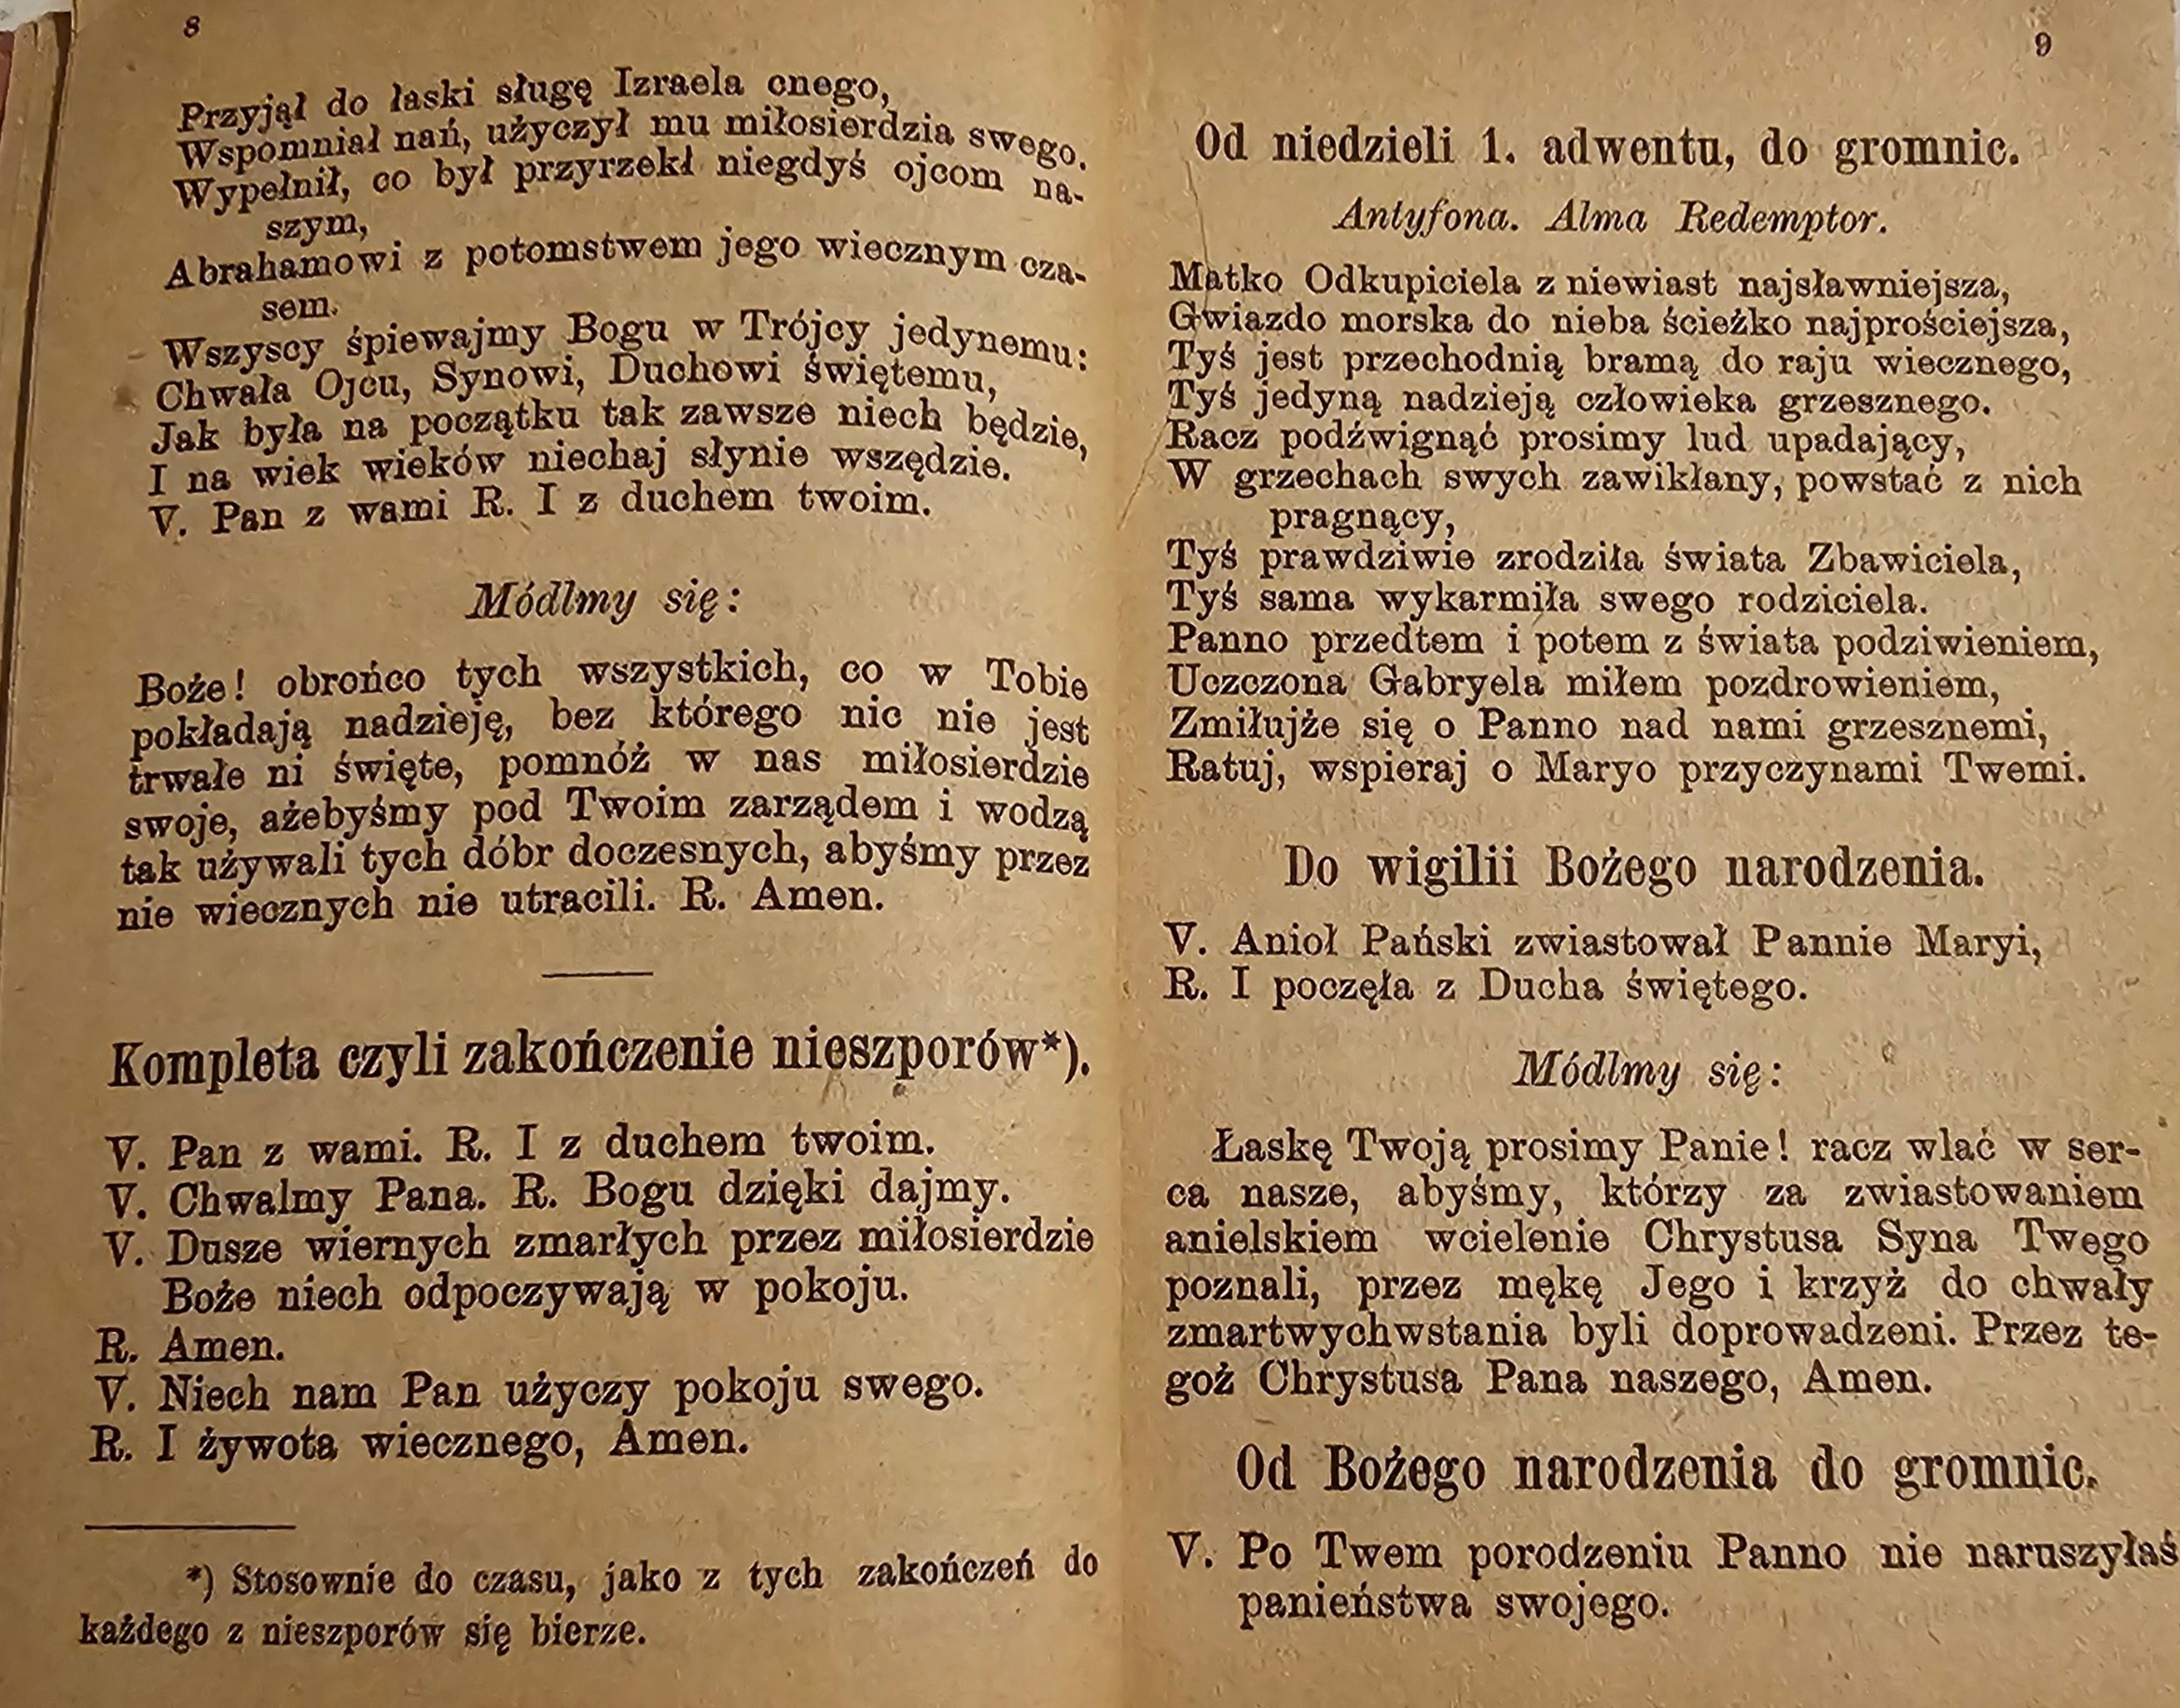 8
Przyjął do łaski sługę Izraela cnego,
Wspomniał nań, użyczył mu miłosierdzia swego.
Wypełnił, co był przyrzekł niegdyś ojcom na-
szym,
Abrahamowi z potomstwem jego wiecznym cza-
sem.
Wszyscy śpiewajmy Bogu w Trójcy jedynemu:
Chwała Ojcu, Synowi, Duchowi świętemu,
Jak była na początku tak zawsze niech będzie,
I na wiek wieków niechaj słynie wszędzie.
V. Pan z wami R. I z duchem twoim.
Módlmy się:
Boże! obrońco tych wszystkich, co w Tobie
pokładają nadzieję, bez którego nic nie jest
trwałe ni święte, pomnóż w nas miłosierdzie
swoje, ażebyśmy pod Twoim zarządem i wodzą
tak używali tych dóbr doczesnych, abyśmy przez
nie wiecznych nie utracili. R. Amen.
Kompleta czyli zakończenie nieszporów*).
V. Pan z wami. R. I z duchem twoim.
V. Chwalmy Pana. R. Bogu dzięki dajmy.
V. Dusze wiernych zmarłych przez miłosierdzie
Boże niech odpoczywają w pokoju.
R. Amen.
V. Niech nam Pan użyczy pokoju swego.
R. I żywota wiecznego, Amen.
*) Stosownie do czasu, jako z tych zakończeń do
każdego z nieszporów się bierze.
9
Od niedzieli 1. adwentu, do gromnic.
Antyfona. Alma Redemptor.
Matko Odkupiciela z niewiast najsławniejsza,
Gwiazdo morska do nieba ścieżko najprościejsza,
Tyś jest przechodnią bramą do raju wiecznego,
Tyś jedyną nadzieją człowieka grzesznego.
Racz podźwignąć prosimy lud upadający,
W grzechach swych zawikłany, powstać z nich
pragnący,
Tyś prawdziwie zrodziła świata Zbawiciela,
Tyś sama wykarmiła swego rodziciela.
Panno przedtem i potem z świata podziwieniem,
Uczczona Gabryela miłem pozdrowieniem,
Zmiłujże się o Panno nad nami grzesznemi,
Ratuj, wspieraj o Maryo przyczynami Twemi.
Do wigilii Bożego narodzenia.
V. Anioł Pański zwiastował Pannie Maryi,
R. I poczęła z Ducha świętego.
Módlmy się:
Łaskę Twoją prosimy Panie! racz wlać w ser-
ca nasze, abyśmy, którzy za zwiastowaniem
anielskiem wcielenie Chrystusa Syna Twego
poznali, przez mękę Jego i krzyż do chwały
zmartwychwstania byli doprowadzeni. Przez te-
goż Chrystusa Pana naszego, Amen.
Od Bożego narodzenia do gromnic.
V. Po Twem porodzeniu Panno nie naruszyłaś
panieństwa swojego.